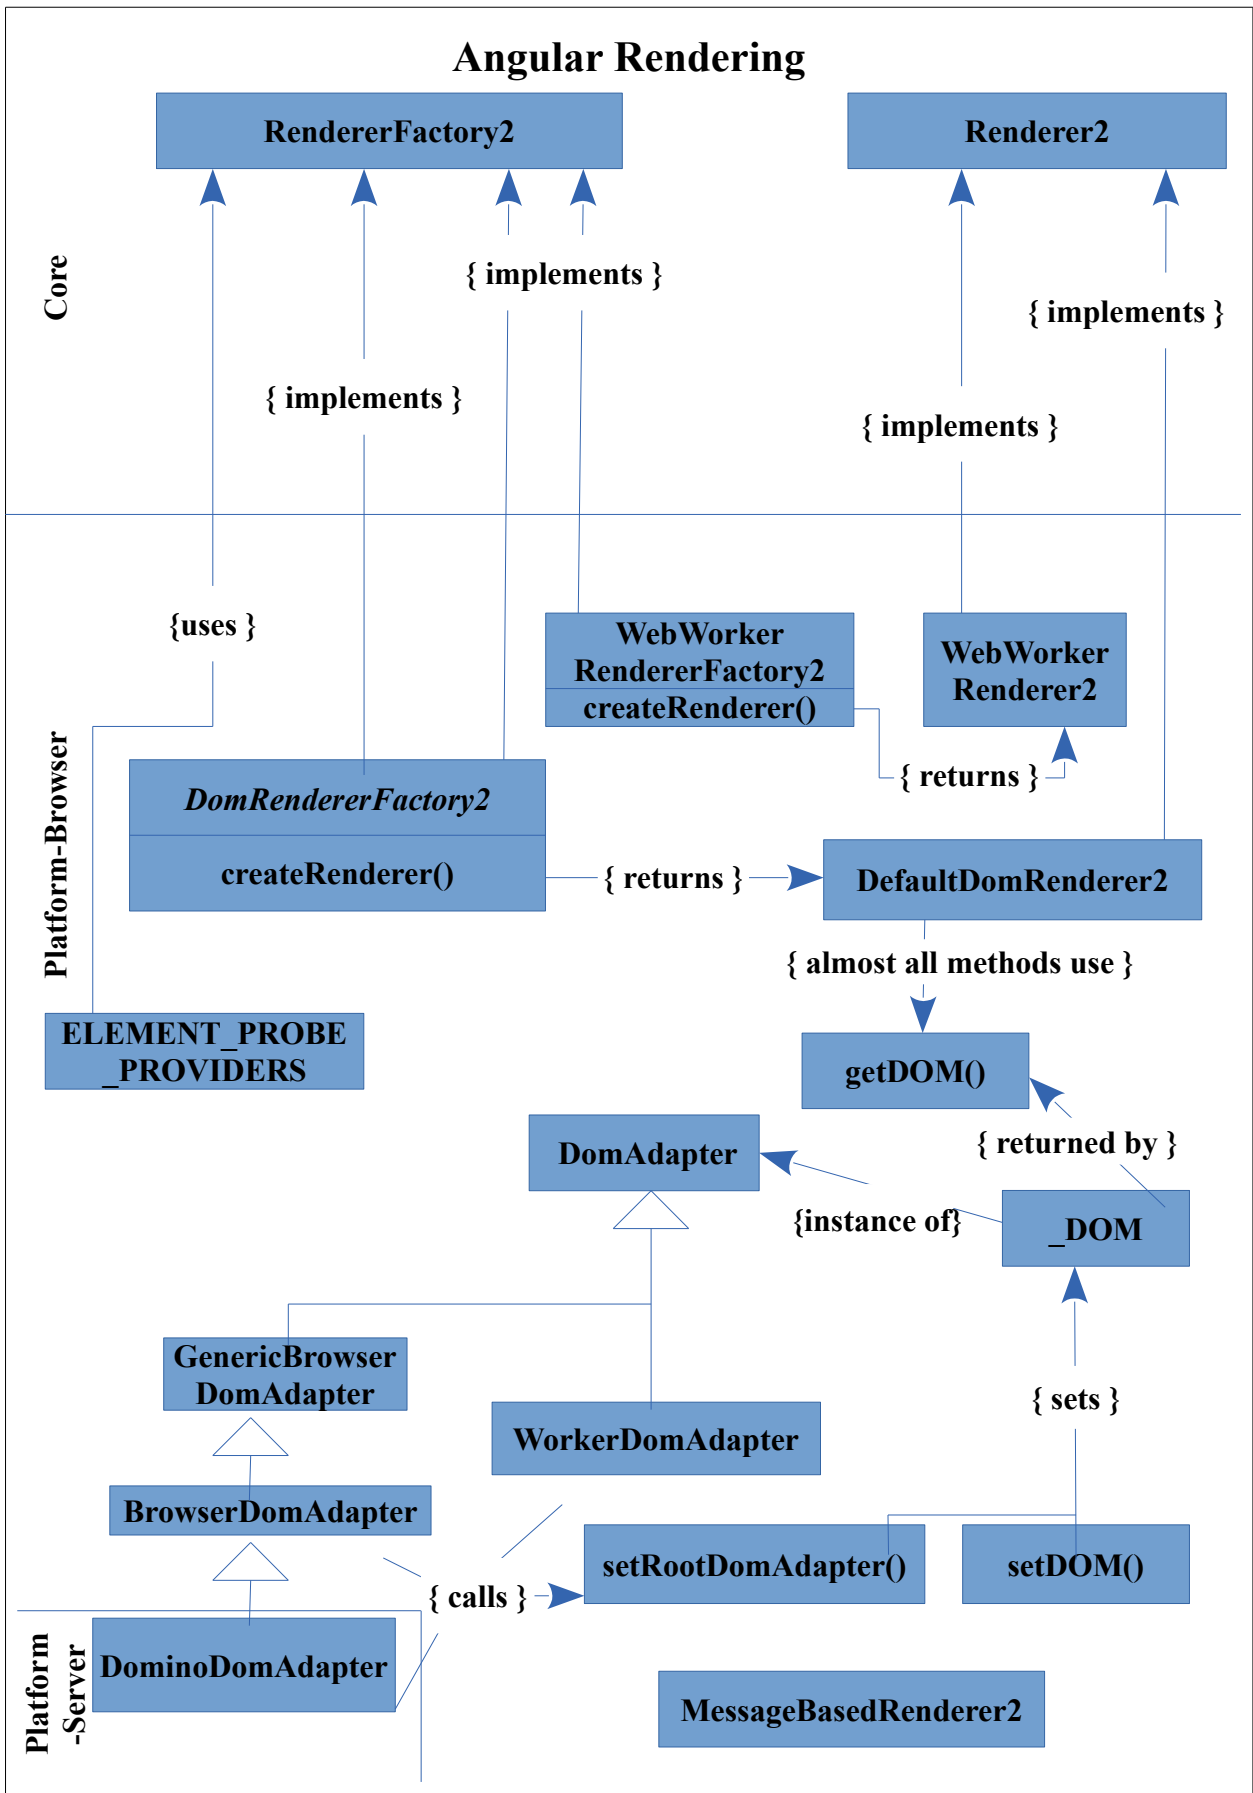 Angular Rendering
RendererFactory2
Renderer2
Core
{ implements }
{ implements }
{ implements }
{ implements }
{uses }
WebWorker
RendererFactory2
createRenderer()
WebWorker
Renderer2
{ returns }
Platform-Browser
DomRendererFactory2
createRenderer()
{ returns }
DefaultDomRenderer2
{ almost all methods use }
ELEMENT_PROBE
_PROVIDERS
getDOM()
DomAdapter
{ returned by }
{instance of}
_DOM
GenericBrowser
DomAdapter
{ sets }
WorkerDomAdapter
BrowserDomAdapter
setRootDomAdapter()
setDOM()
{ calls }
Platform
-Server
DominoDomAdapter
MessageBasedRenderer2